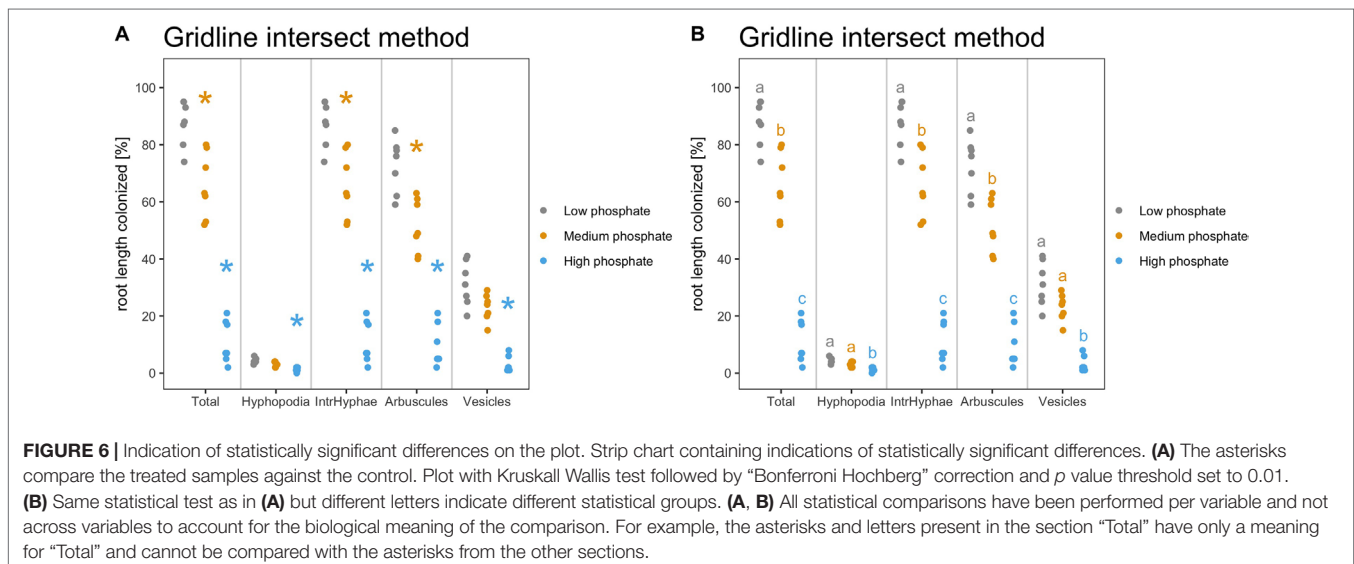 A Gridline intersect method
root length colonized [%]
100
80
60
40
20
0
* * * * * * * *
Total Hyphopodia IntrHyphae Arbuscules Vesicles
Low phosphate
Medium phosphate
High phosphate
B Gridline intersect method
root length colonized [%]
100
80
60
40
20
0
a b c
a a b
a b c
a b c
a a b
Total Hyphopodia IntrHyphae Arbuscules Vesicles
Low phosphate
Medium phosphate
High phosphate
FIGURE 6 | Indication of statistically significant differences on the plot. Strip chart containing indications of statistically significant differences. (A) The asterisks
compare the treated samples against the control. Plot with Kruskall Wallis test followed by “Bonferroni Hochberg” correction and p value threshold set to 0.01.
(B) Same statistical test as in (A) but different letters indicate different statistical groups. (A, B) All statistical comparisons have been performed per variable and not
across variables to account for the biological meaning of the comparison. For example, the asterisks and letters present in the section “Total” have only a meaning
for “Total” and cannot be compared with the asterisks from the other sections.